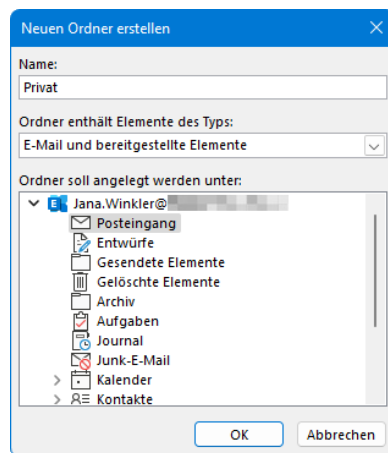 Neuen Ordner erstellen
Name:
Privat
Ordner enthält Elemente des Typs:
E-Mail und bereitgestellte Elemente
Ordner soll angelegt werden unter:
Jana.Winkler@
Posteingang
Entwürfe
Gesendete Elemente
Gelöschte Elemente
Archiv
Aufgaben
Journal
Junk-E-Mail
Kalender
Kontakte
OK Abbrechen